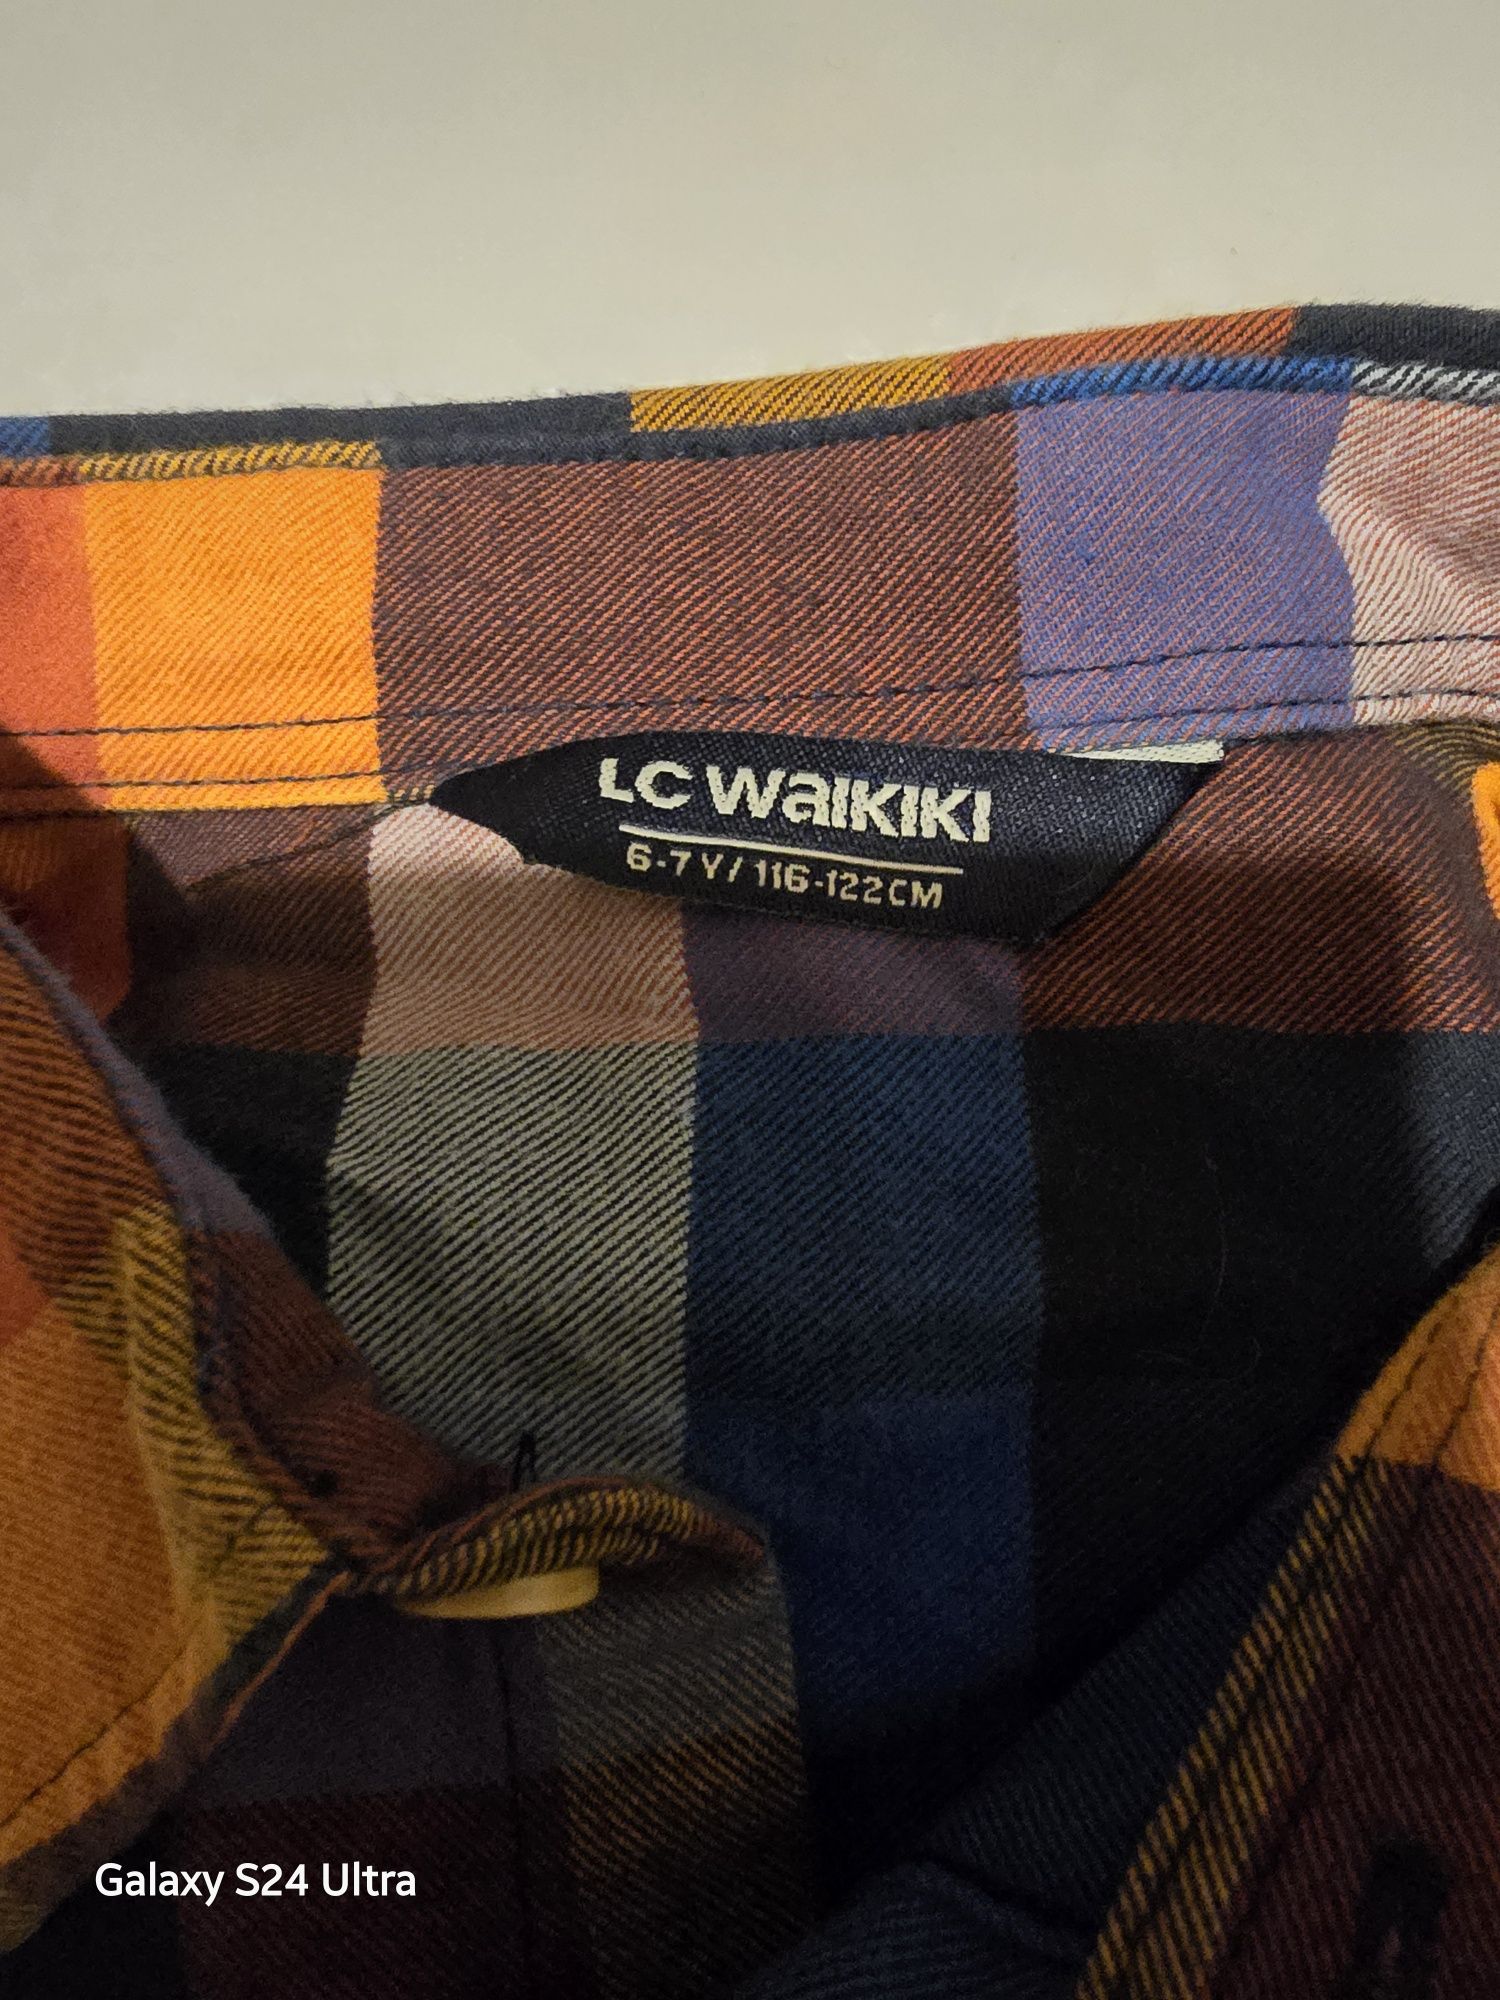 LC WaIKIKI
6-7 Y / 116-122CM
Galaxy S24 Ultra